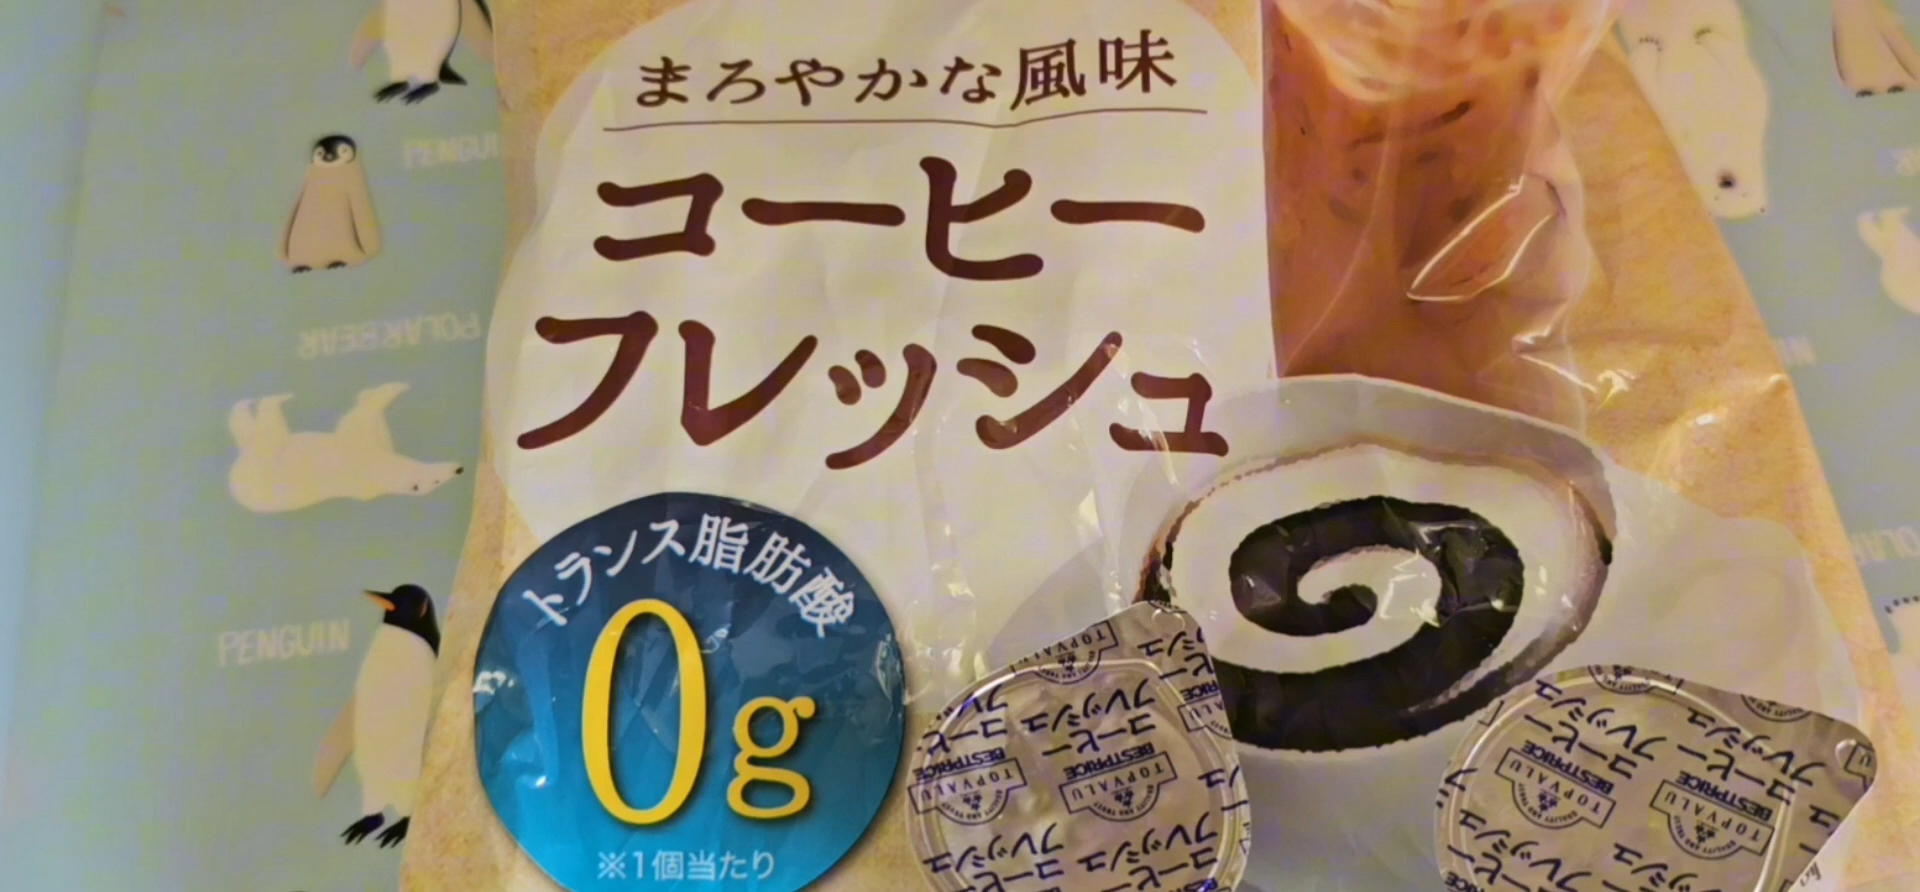 まろやかな風味
コーヒー
フレッシュ
トランス脂肪酸
0g
※1個当たり
PENGUIN
POLAR BEAR
PENGUIN
コーヒー
フレッシュ
TOPVALU
BESTPRICE
コーヒー
フレッシュ
TOPVALU
BESTPRICE